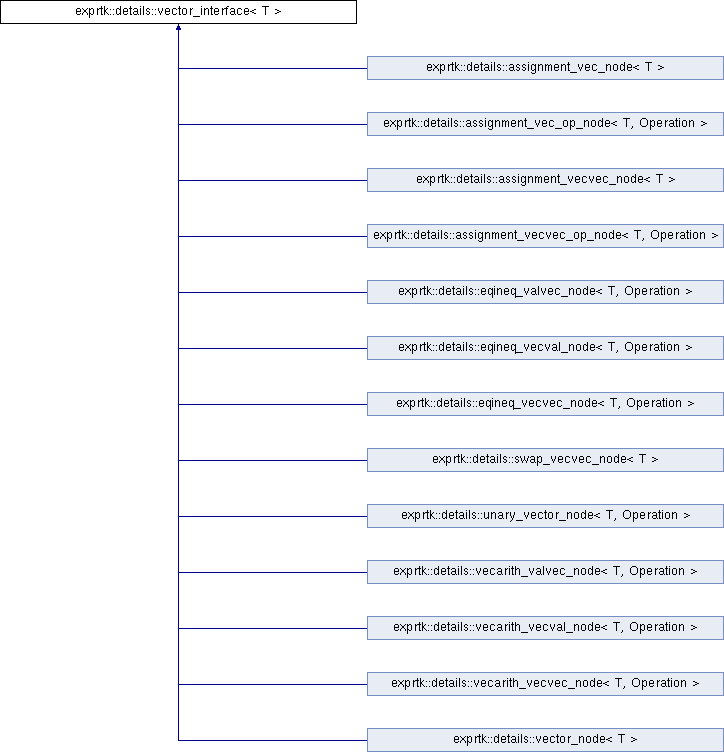 exprtk::details::vector_interface< T >
exprtk::details::assignment_vec_node< T >
exprtk::details::assignment_vec_op_node< T, Operation >
exprtk::details::assignment_vecvec_node< T >
exprtk::details::assignment_vecvec_op_node< T, Operation >
exprtk::details::eqineq_valvec_node< T, Operation >
exprtk::details::eqineq_vecval_node< T, Operation >
exprtk::details::eqineq_vecvec_node< T, Operation >
exprtk::details::swap_vecvec_node< T >
exprtk::details::unary_vector_node< T, Operation >
exprtk::details::vecarith_valvec_node< T, Operation >
exprtk::details::vecarith_vecval_node< T, Operation >
exprtk::details::vecarith_vecvec_node< T, Operation >
exprtk::details::vector_node< T >